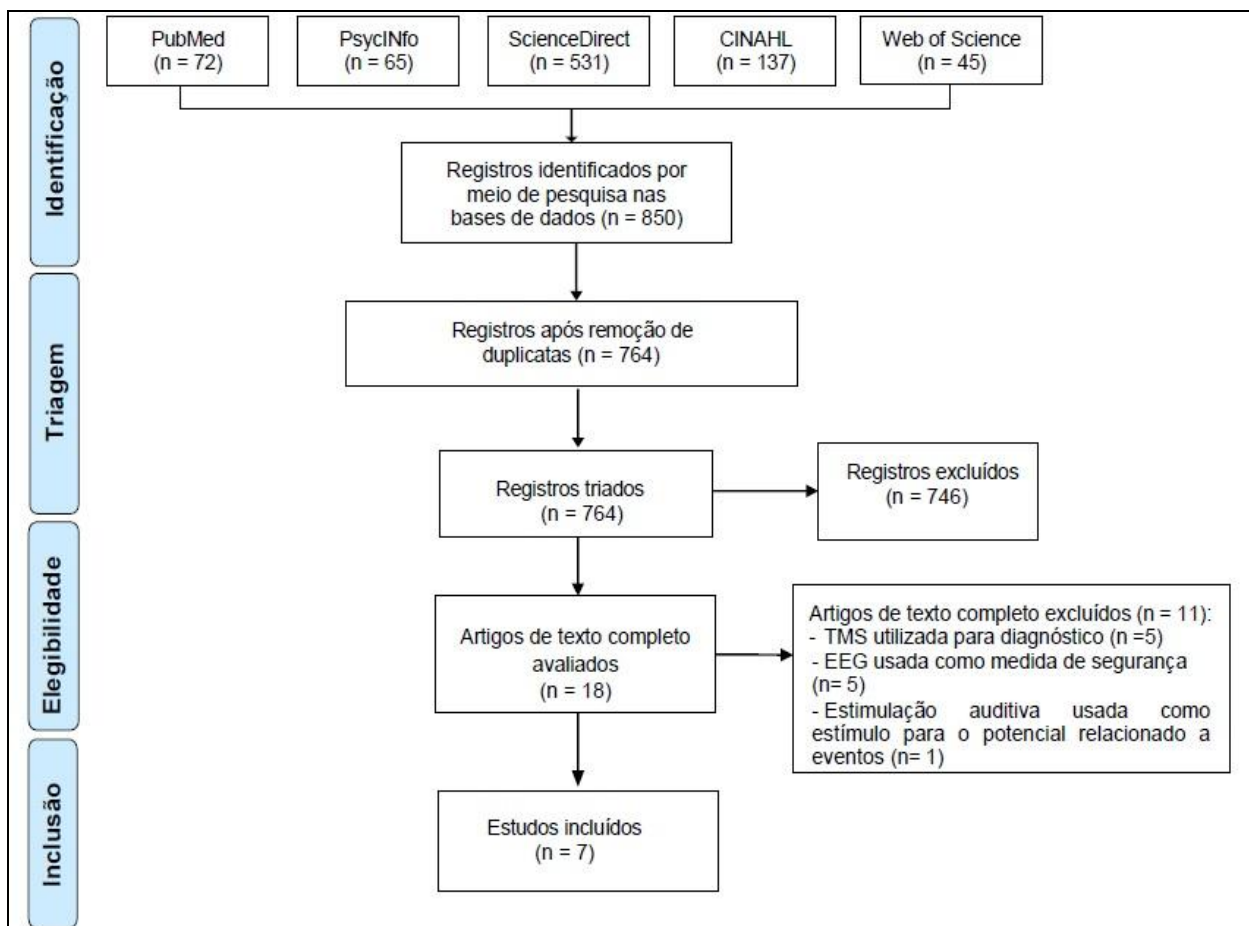 Identificação
PubMed
(n = 72)
PsycINfo
(n = 65)
ScienceDirect
(n = 531)
CINAHL
(n = 137)
Web of Science
(n = 45)
Registros identificados por
meio de pesquisa nas
bases de dados (n = 850)
Triagem
Registros após remoção de
duplicatas (n = 764)
Registros triados
(n = 764)
Registros excluídos
(n = 746)
Elegibilidade
Artigos de texto completo
avaliados
(n = 18)
Artigos de texto completo excluídos (n = 11):
- TMS utilizada para diagnóstico (n =5)
- EEG usada como medida de segurança
(n= 5)
- Estimulação auditiva usada como
estímulo para o potencial relacionado a
eventos (n= 1)
Inclusão
Estudos incluídos
(n = 7)